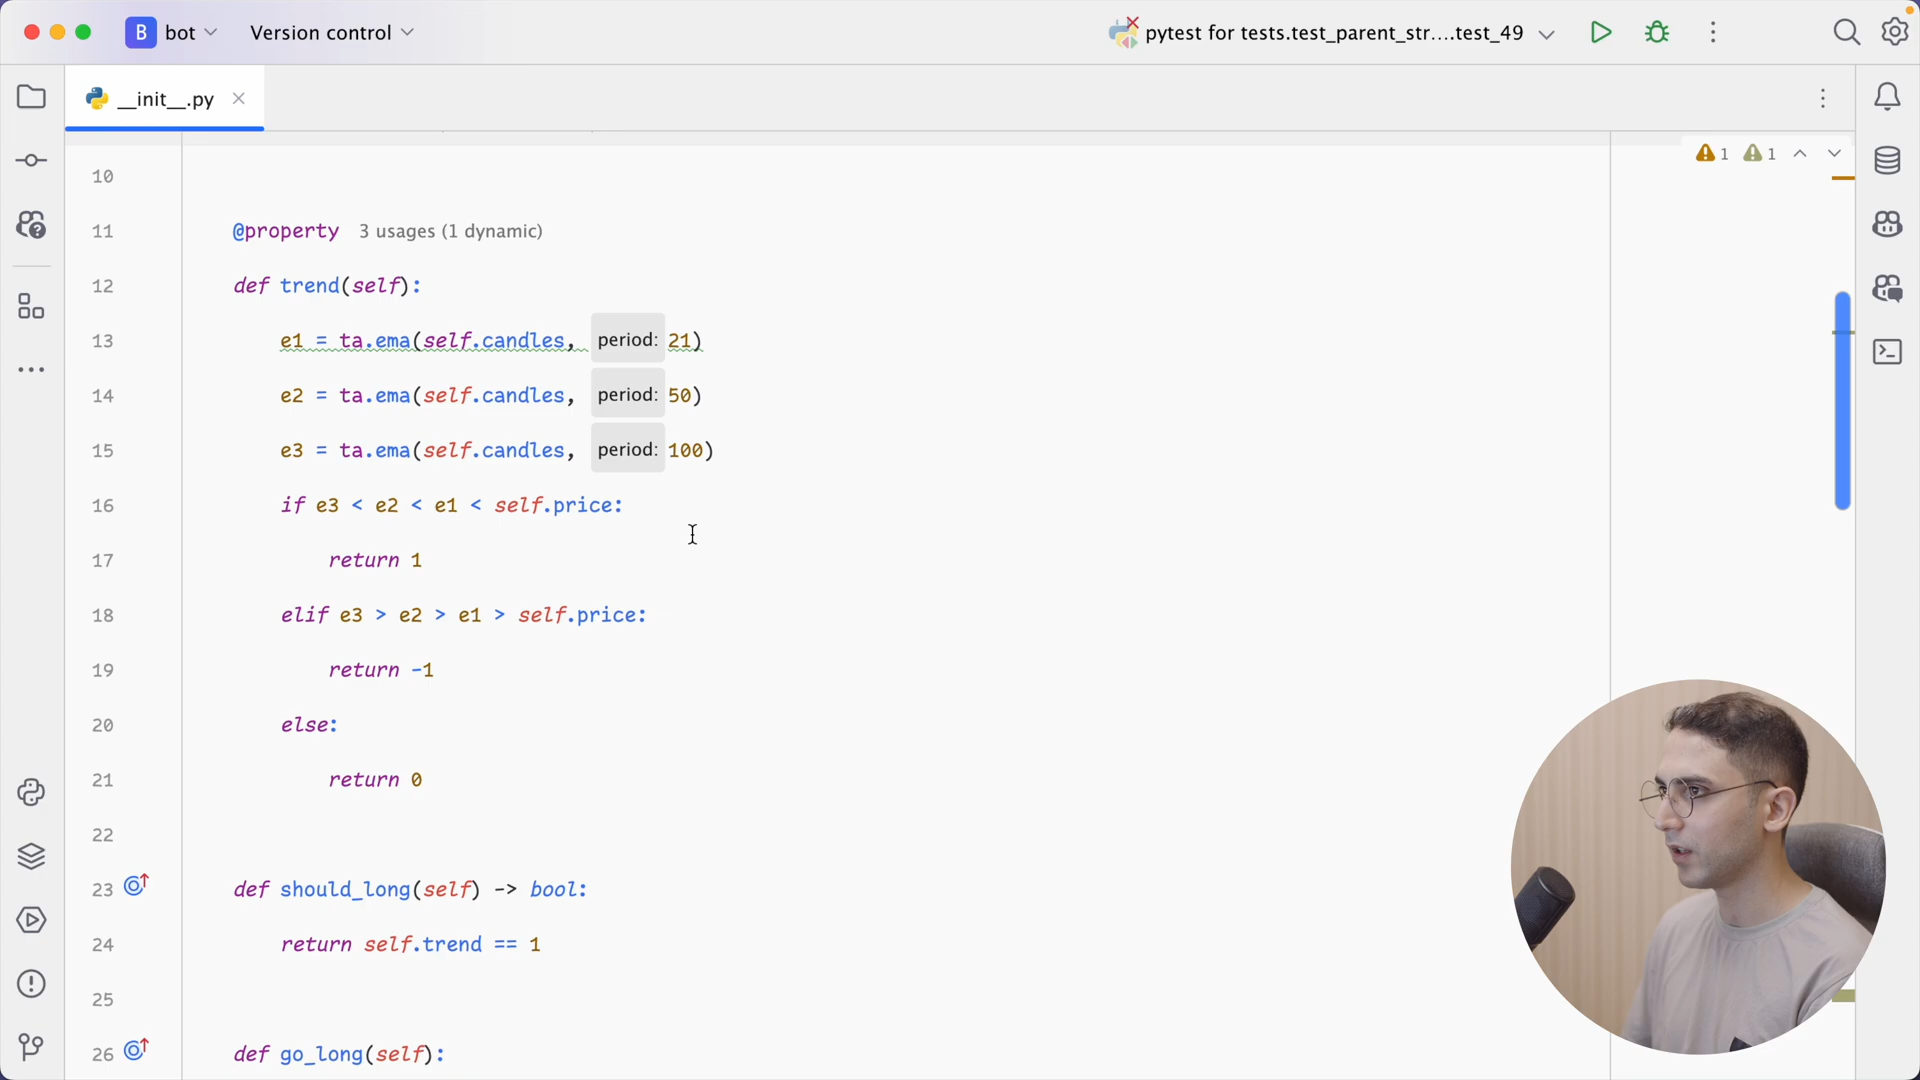 B bot Version control pytest for tests.test_parent_str....test_49
__init__.py
1 1
10
11 @property 3 usages (1 dynamic)
12 def trend(self):
13 e1 = ta.ema(self.candles, period: 21)
14 e2 = ta.ema(self.candles, period: 50)
15 e3 = ta.ema(self.candles, period: 100)
16 if e3 < e2 < e1 < self.price:
17 return 1
18 elif e3 > e2 > e1 > self.price:
19 return -1
20 else:
21 return 0
22
23 def should_long(self) -> bool:
24 return self.trend == 1
25
26 def go_long(self):